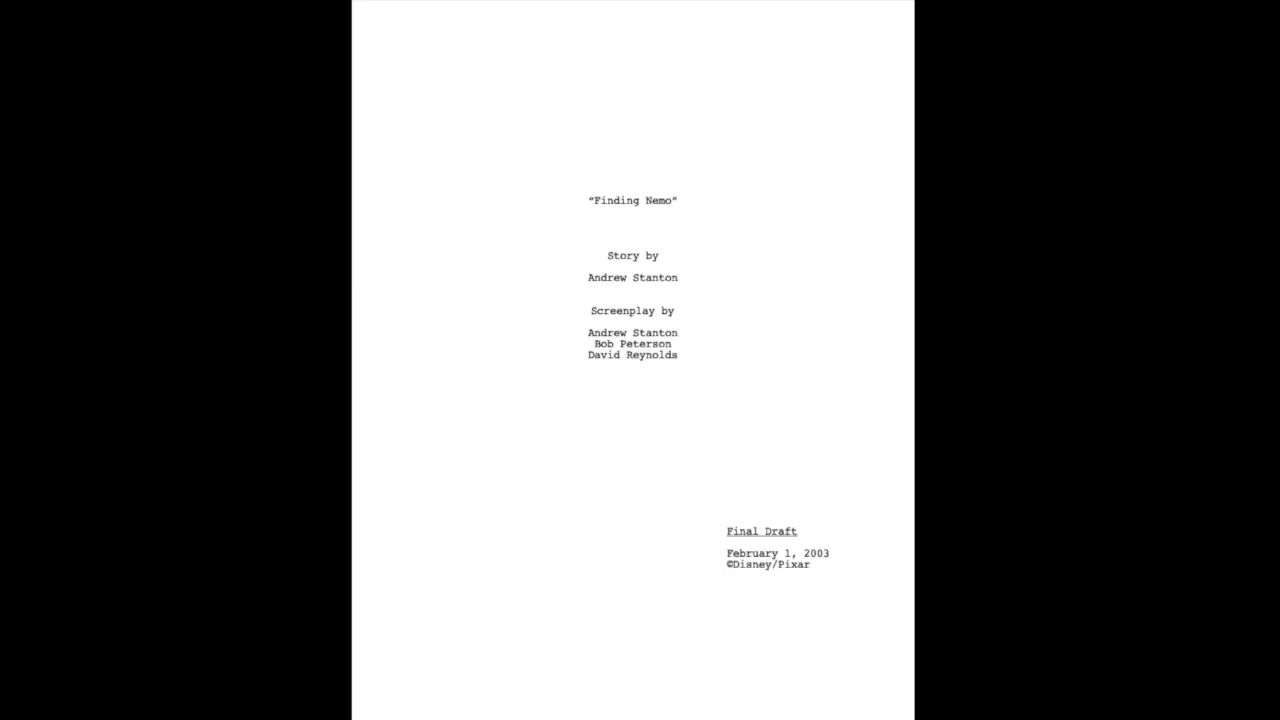 “Finding Nemo”
Story by
Andrew Stanton
Screenplay by
Andrew Stanton
Bob Peterson
David Reynolds
Final Draft
February 1, 2003
©Disney/Pixar